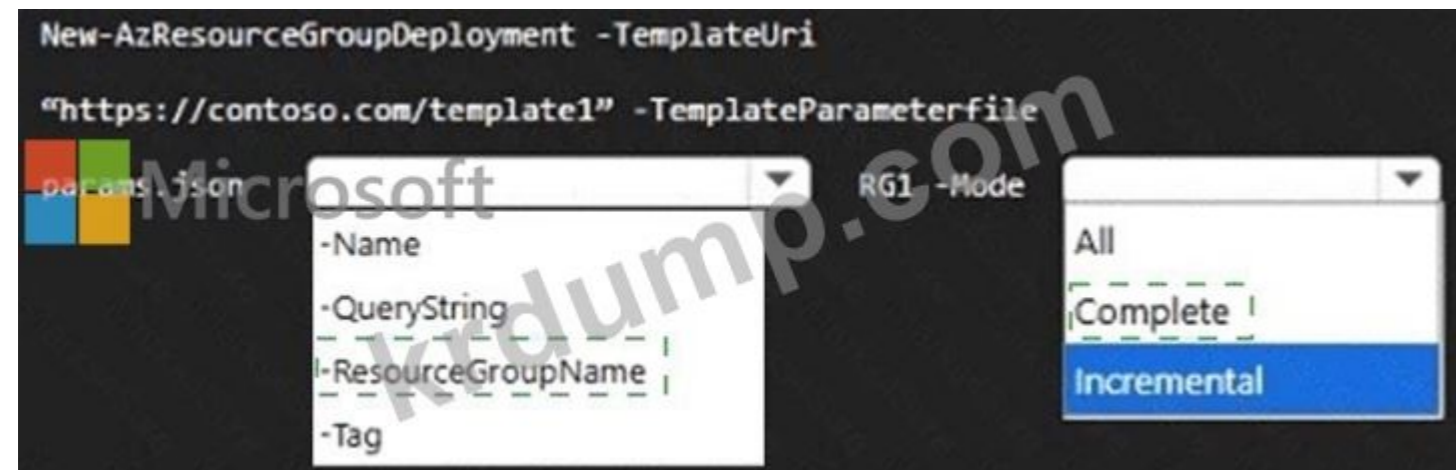 New-AzResourceGroupDeployment -TemplateUri
“https://contoso.com/template1” -TemplateParameterfile
params.json RG1 -Mode
Microsoft
-Name
-QueryString
-ResourceGroupName
-Tag
All
Complete
Incremental
krdump.com